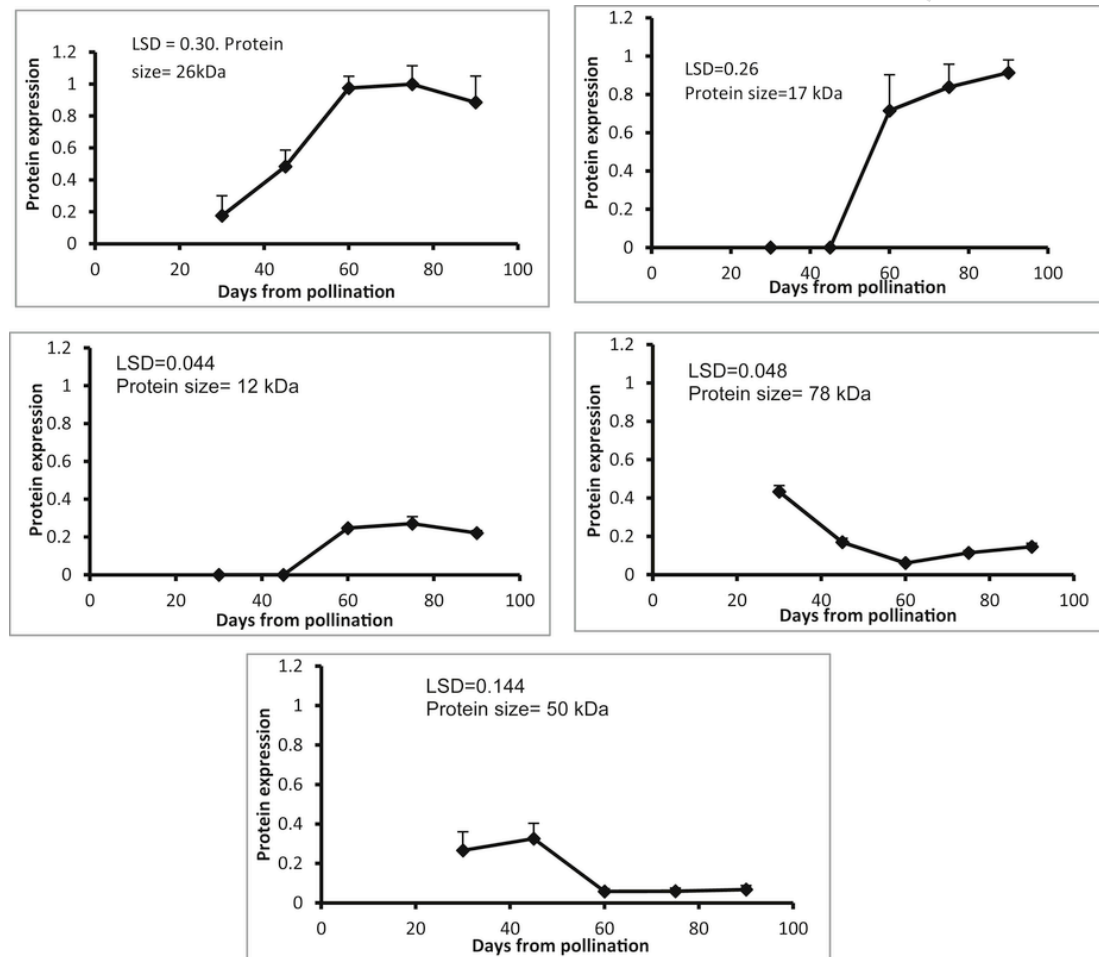 LSD = 0.30. Protein
size= 26kDa
Protein expression
1.2
1
0.8
0.6
0.4
0.2
0
0 20 40 60 80 100
Days from pollination
LSD=0.26
Protein size=17 kDa
Protein expression
1.2
1
0.8
0.6
0.4
0.2
0
0 20 40 60 80 100
Days from pollination
LSD=0.044
Protein size= 12 kDa
Protein expression
1.2
1
0.8
0.6
0.4
0.2
0
0 20 40 60 80 100
Days from pollination
LSD=0.048
Protein size= 78 kDa
Protein expression
1.2
1
0.8
0.6
0.4
0.2
0
0 20 40 60 80 100
Days from pollination
LSD=0.144
Protein size= 50 kDa
Protein expression
1.2
1
0.8
0.6
0.4
0.2
0
0 20 40 60 80 100
Days from pollination